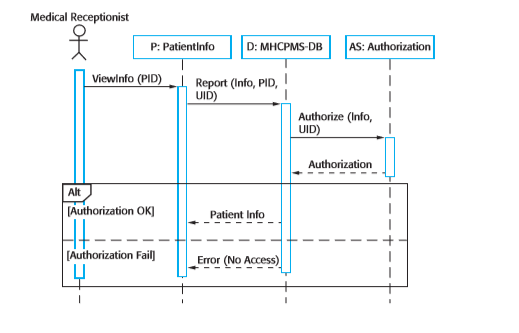 Medical Receptionist
P: PatientInfo
D: MHCPMS-DB
AS: Authorization
ViewInfo (PID)
Report (Info, PID,
UID)
Authorize (Info,
UID)
Authorization
Alt
[Authorization OK]
Patient Info
[Authorization Fail]
Error (No Access)